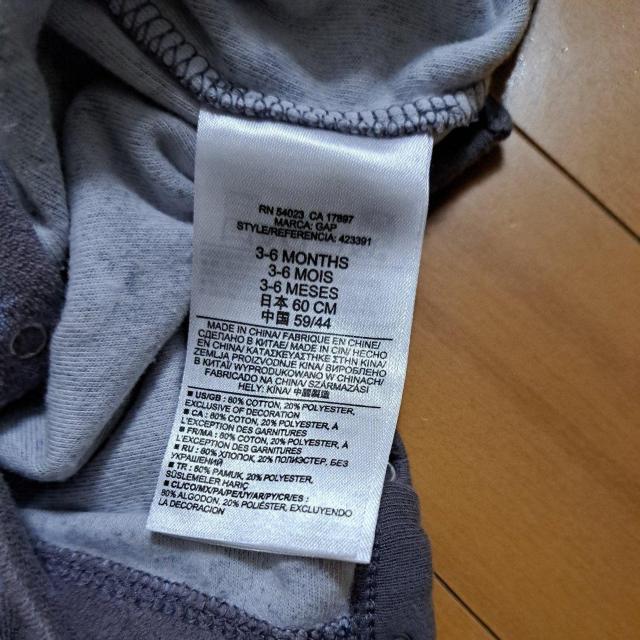 RN 54023 CA 17897
MARCA: GAP
STYLE/REFERENCIA: 423391
3-6 MONTHS
3-6 MOIS
3-6 MESES
日本 60 CM
中国 59/44
MADE IN CHINA/ FABRIQUE EN CHINE/
СДЕЛАНО В КИТАЕ/ MADE IN CIN/ HECHO
EN CHINA/ ΚΑΤΑΣΚΕΥΑΣΤΗΚΕ ΣΤΗΝ ΚΙΝΑ/
ZEMLJA PROIZVODNJE KINA/ ВИРОБЛЕНО
В КИТАЇ/ WYPRODUKOWANO W CHINACH/
FABRICADO NA CHINA/ SZÁRMAZÁSI
HELY KÍNA/ 中國製造
■ US/GB : 80% COTTON, 20% POLYESTER,
EXCLUSIVE OF DECORATION
■ CA : 80% COTON, 20% POLYESTER, A
L'EXCEPTION DES GARNITURES
■ FR/MA : 80% COTON, 20% POLYESTER, A
L'EXCEPTION DES GARNITURES
■ RU : 80% ХЛОПОК, 20% ПОЛИЭСТЕР, БЕЗ
УКРАШЕНИЙ
■ TR : 80% PAMUK, 20% POLYESTER,
SÜSLEMELER HARIÇ
■ CL/CO/MX/PA/PE/UY/AR/PY/CR/ES :
80% ALGODON, 20% POLIÉSTER, EXCLUYENDO
LA DECORACION